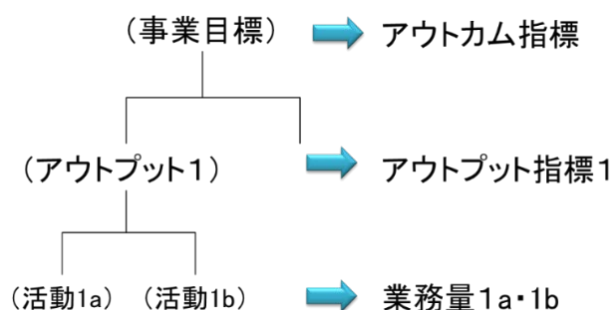 (事業目標) アウトカム指標
(アウトプット1) アウトプット指標1
(活動1a) (活動1b) 業務量1a・1b